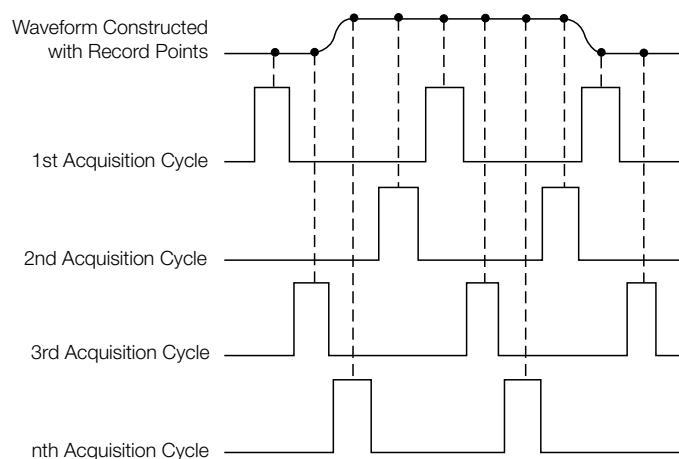 Waveform Constructed
with Record Points
1st Acquisition Cycle
2nd Acquisition Cycle
3rd Acquisition Cycle
nth Acquisition Cycle